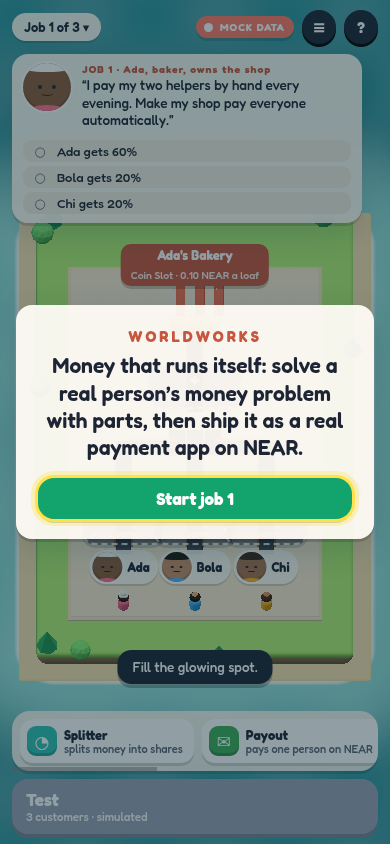 Job 1 of 3 ▾
MOCK DATA
?
JOB 1 · Ada, baker, owns the shop
“I pay my two helpers by hand every
evening. Make my shop pay everyone
automatically.”
Ada gets 60%
Bola gets 20%
Chi gets 20%
Ada's Bakery
Coin Slot · 0.10 NEAR a loaf
WORLDWORKS
Money that runs itself: solve a
real person’s money problem
with parts, then ship it as a real
payment app on NEAR.
Start job 1
Ada
Bola
Chi
Fill the glowing spot.
Splitter
splits money into shares
Payout
pays one person on NEAR
Test
3 customers · simulated